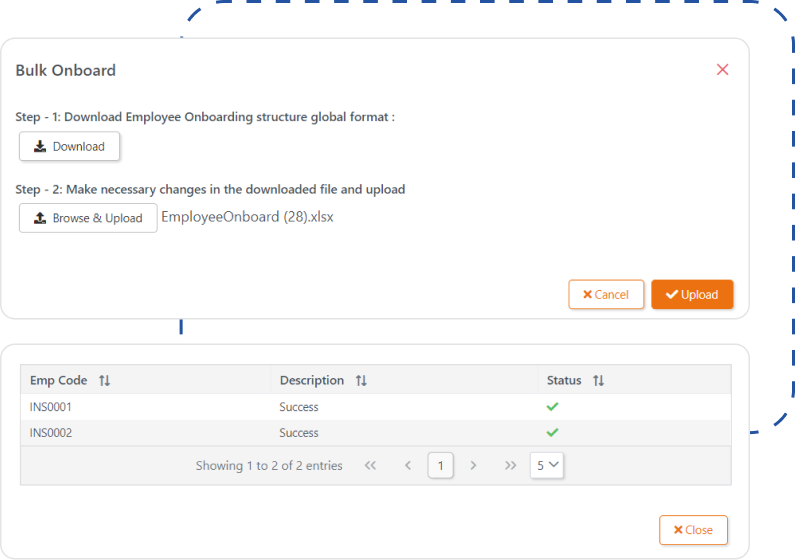 Bulk Onboard
Step - 1: Download Employee Onboarding structure global format :
Download
Step - 2: Make necessary changes in the downloaded file and upload
Browse & Upload EmployeeOnboard (28).xlsx
Cancel Upload
Emp Code Description Status
INS0001 Success
INS0002 Success
Showing 1 to 2 of 2 entries << < 1 > >> 5
Close